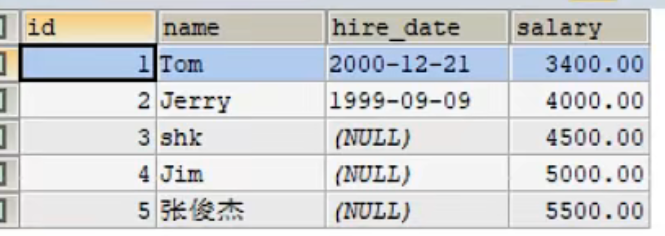 id name hire_date salary
1 Tom 2000-12-21 3400.00
2 Jerry 1999-09-09 4000.00
3 shk (NULL) 4500.00
4 Jim (NULL) 5000.00
5 张俊杰 (NULL) 5500.00